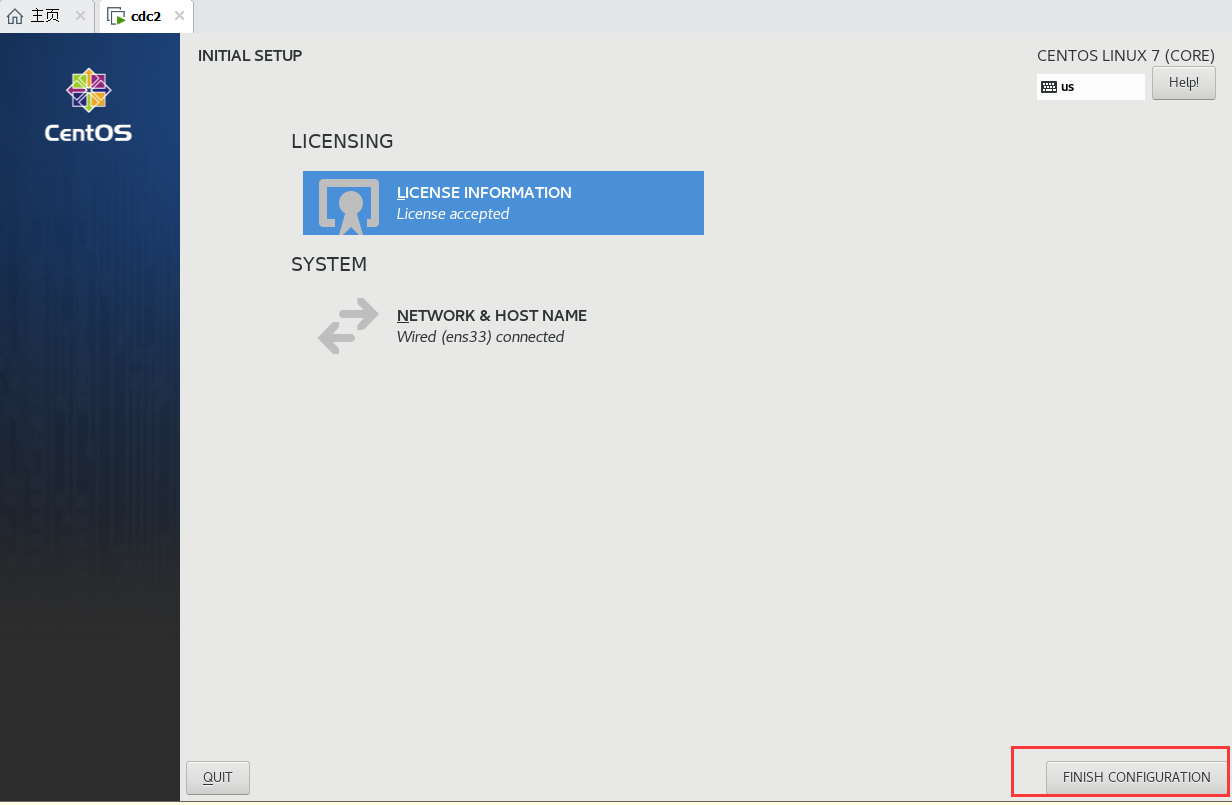 主页
cdc2
INITIAL SETUP
CENTOS LINUX 7 (CORE)
us
Help!
CentOS
LICENSING
LICENSE INFORMATION
License accepted
SYSTEM
NETWORK & HOST NAME
Wired (ens33) connected
QUIT
FINISH CONFIGURATION